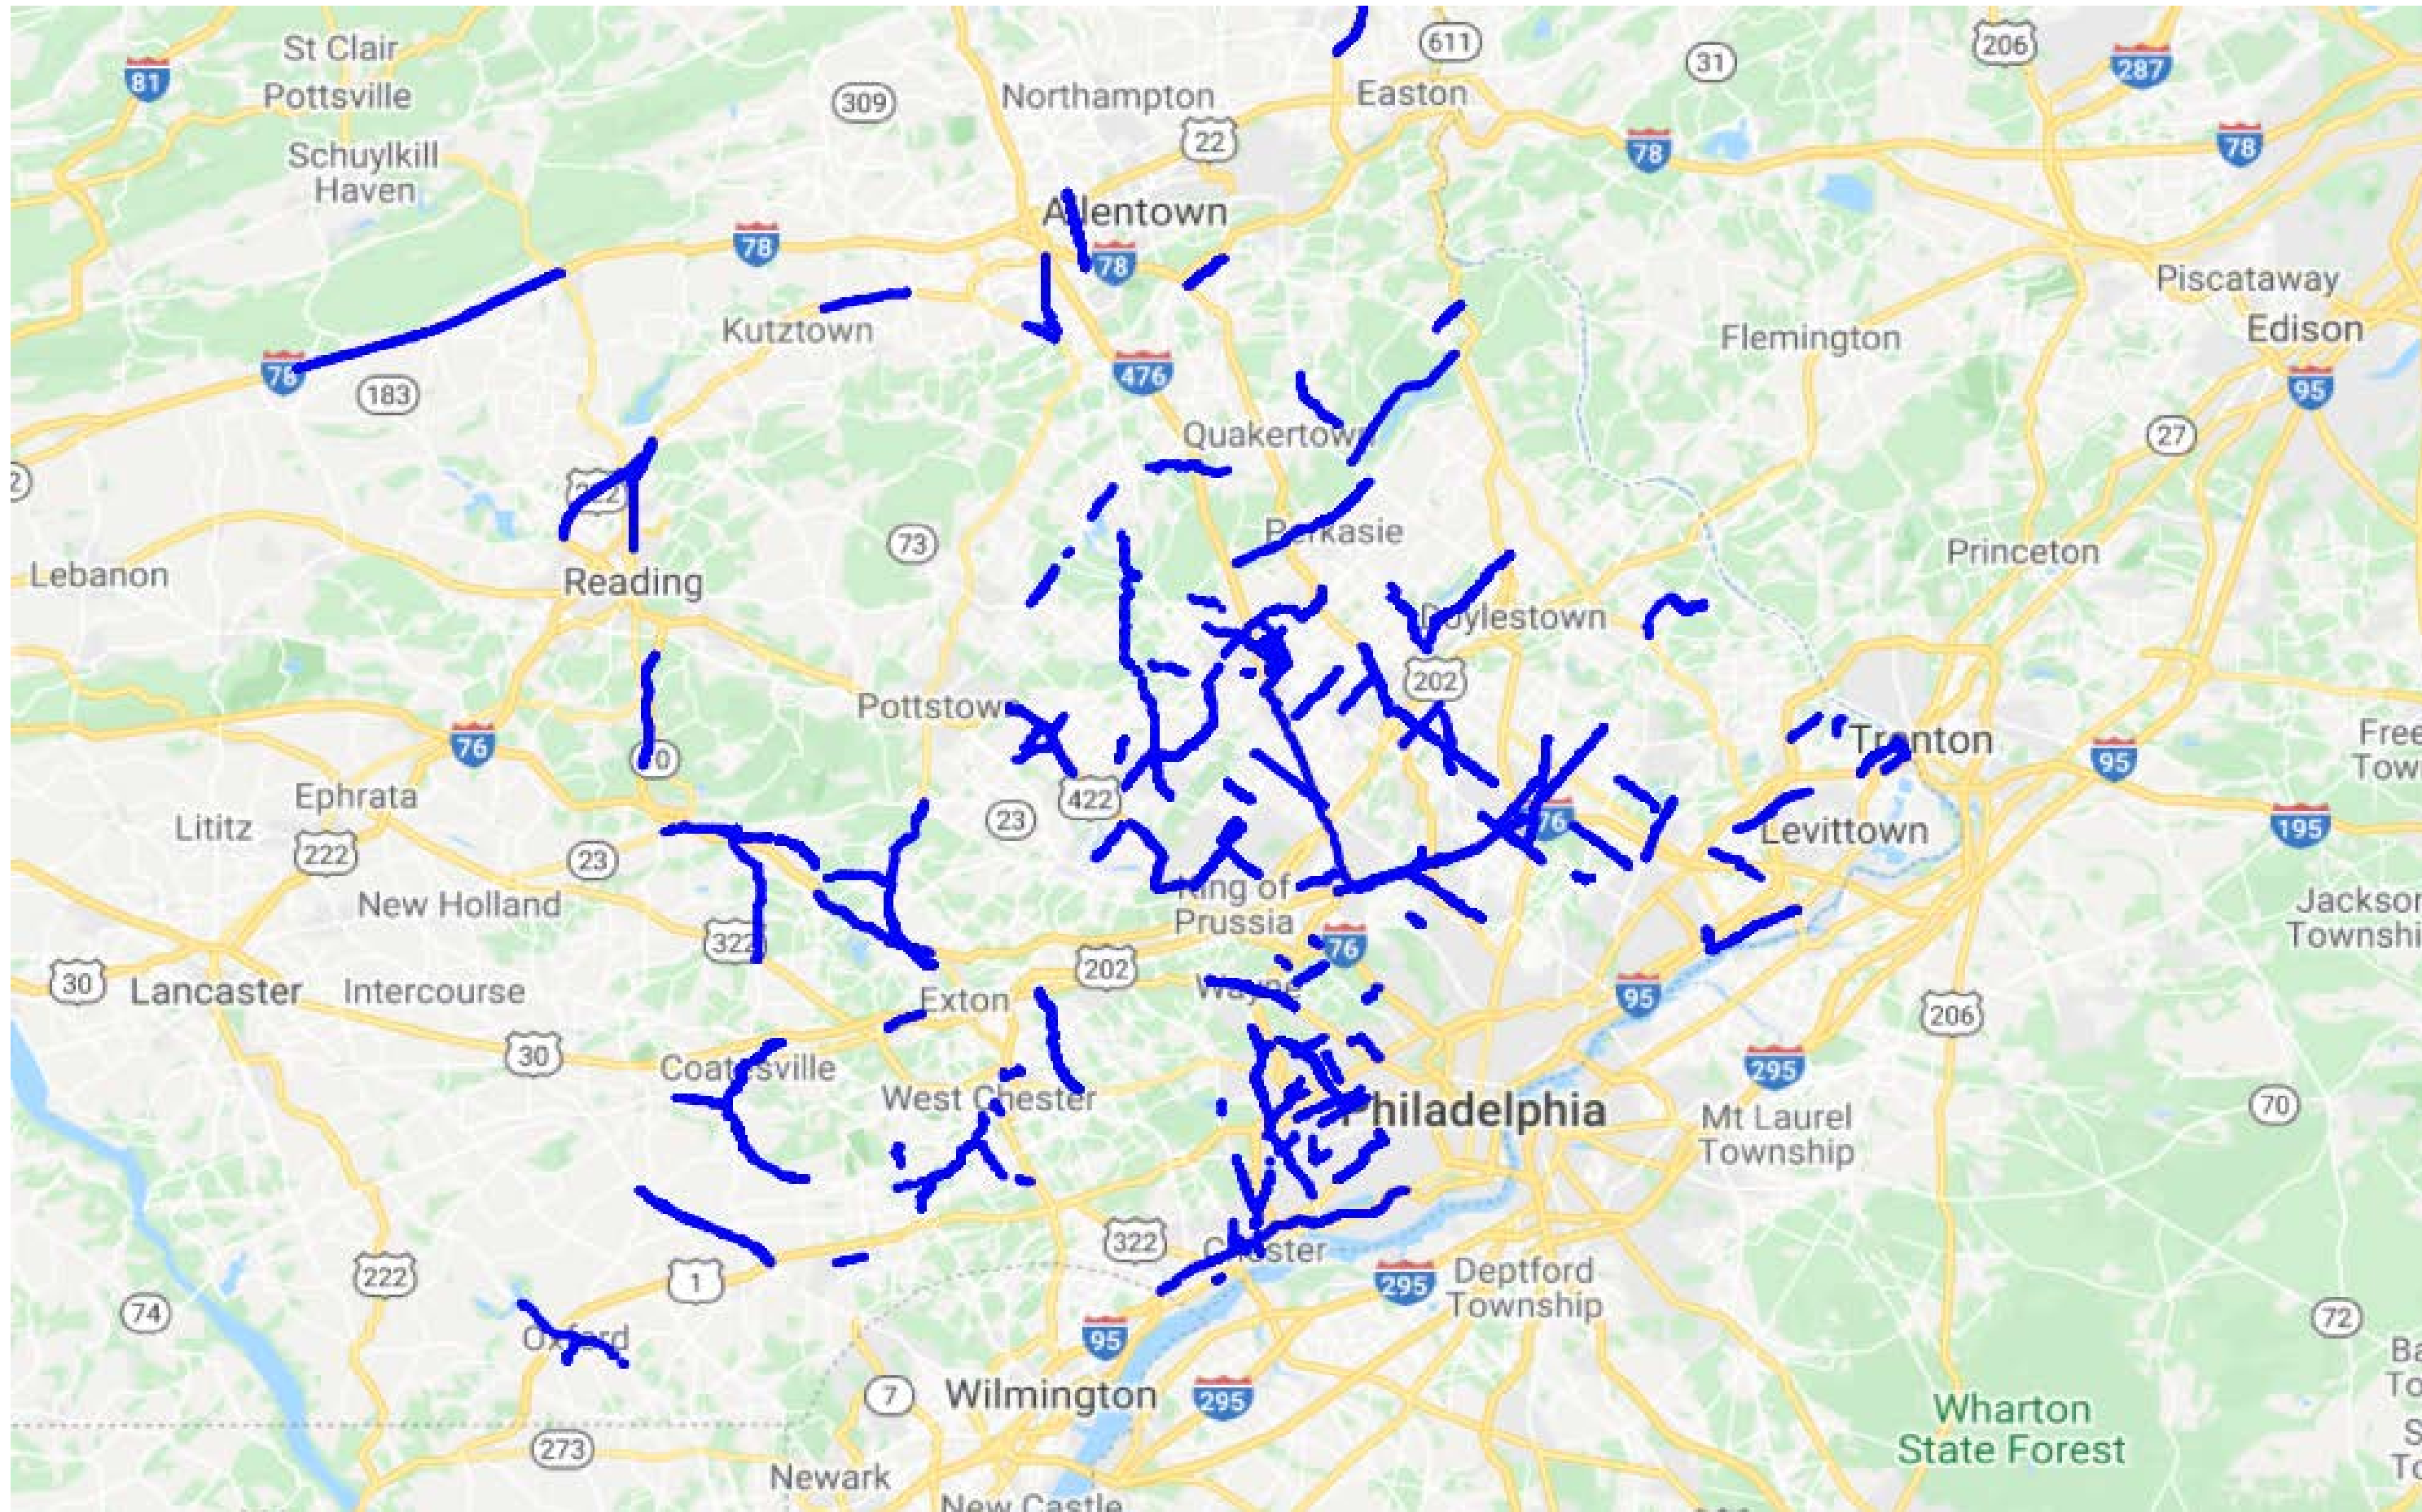 St Clair
81
Pottsville
Schuylkill
Haven
309
Northampton
22
611
Easton
31
206
287
78
78
Allentown
78
78
Kutztown
78
183
476
Piscataway
Edison
Flemington
95
27
Quakertown
Perkasie
73
Princeton
Lebanon
Reading
Doylestown
202
Pottstown
76
Ephrata
Lititz
222
23
422
23
New Holland
322
76
Trenton
Levittown
95
195
Free
Tow
Jackson
Townshi
King of
Prussia
76
202
Wayne
30
Lancaster
Intercourse
30
Exton
95
206
Coatesville
West Chester
295
Philadelphia
Mt Laurel
Township
70
322
Chester
222
1
74
Oxford
295
Deptford
Township
95
7
Wilmington
295
273
Newark
New Castle
72
Wharton
State Forest
Ba
To
S
To